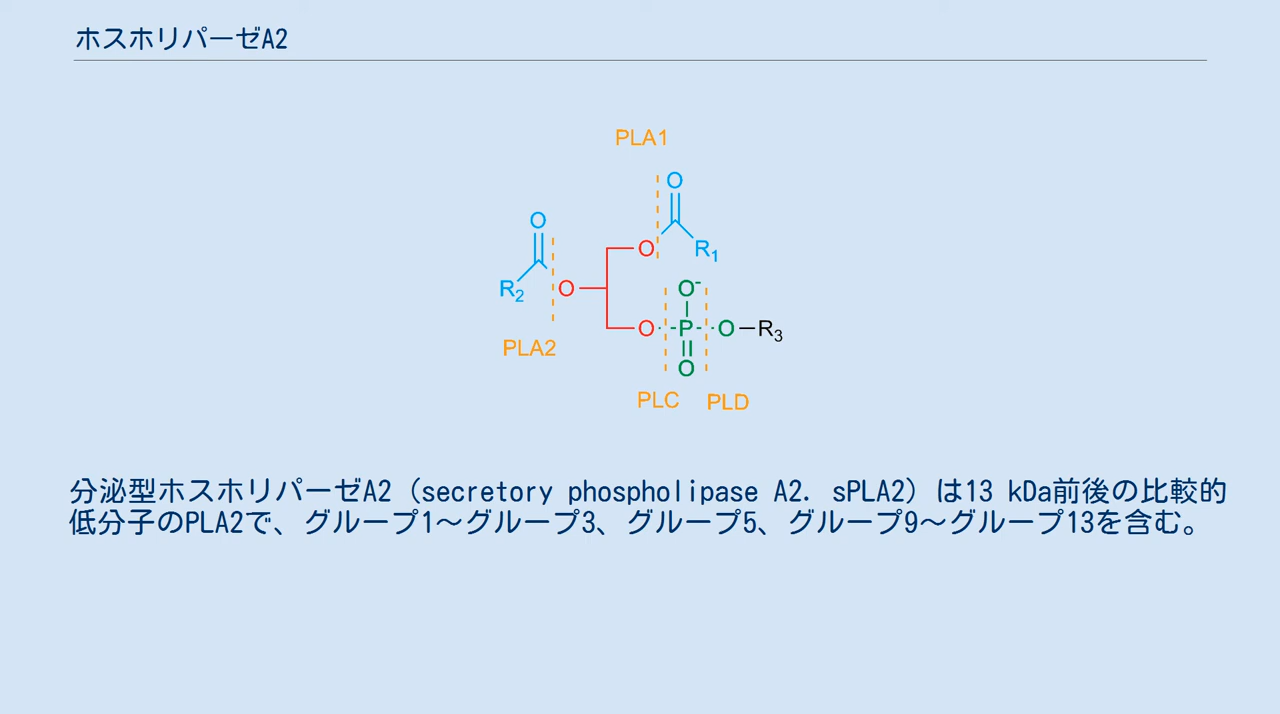 ホスホリパーゼA2
PLA1
O
O
O
R1
R2
O
O-
O
P
O
R3
PLA2
O
PLC
PLD
分泌型ホスホリパーゼA2（secretory phospholipase A2. sPLA2）は13 kDa前後の比較的
低分子のPLA2で、グループ1～グループ3、グループ5、グループ9～グループ13を含む。